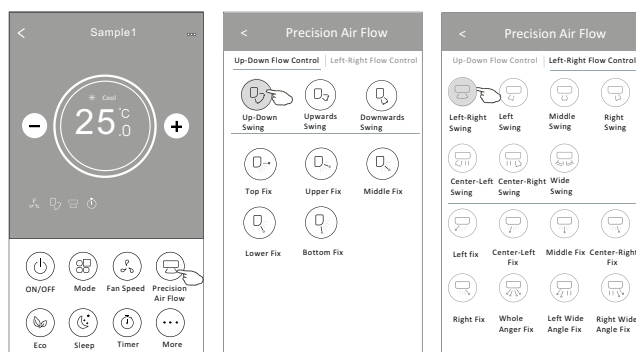 < Sample1 ...
Cool
25.0 °C
ON/OFF Mode Fan Speed Precision Air Flow
Eco Sleep Timer More
< Precision Air Flow
Up-Down Flow Control Left-Right Flow Control
Up-Down Swing Upwards Swing Downwards Swing
Top Fix Upper Fix Middle Fix
Lower Fix Bottom Fix
< Precision Air Flow
Up-Down Flow Control Left-Right Flow Control
Left-Right Swing Left Swing Middle Swing Right Swing
Center-Left Swing Center-Right Swing Wide Swing
Left fix Center-Left Fix Middle Fix Center-Right Fix
Right Fix Whole Anger Fix Left Wide Angle Fix Right Wide Angle Fix